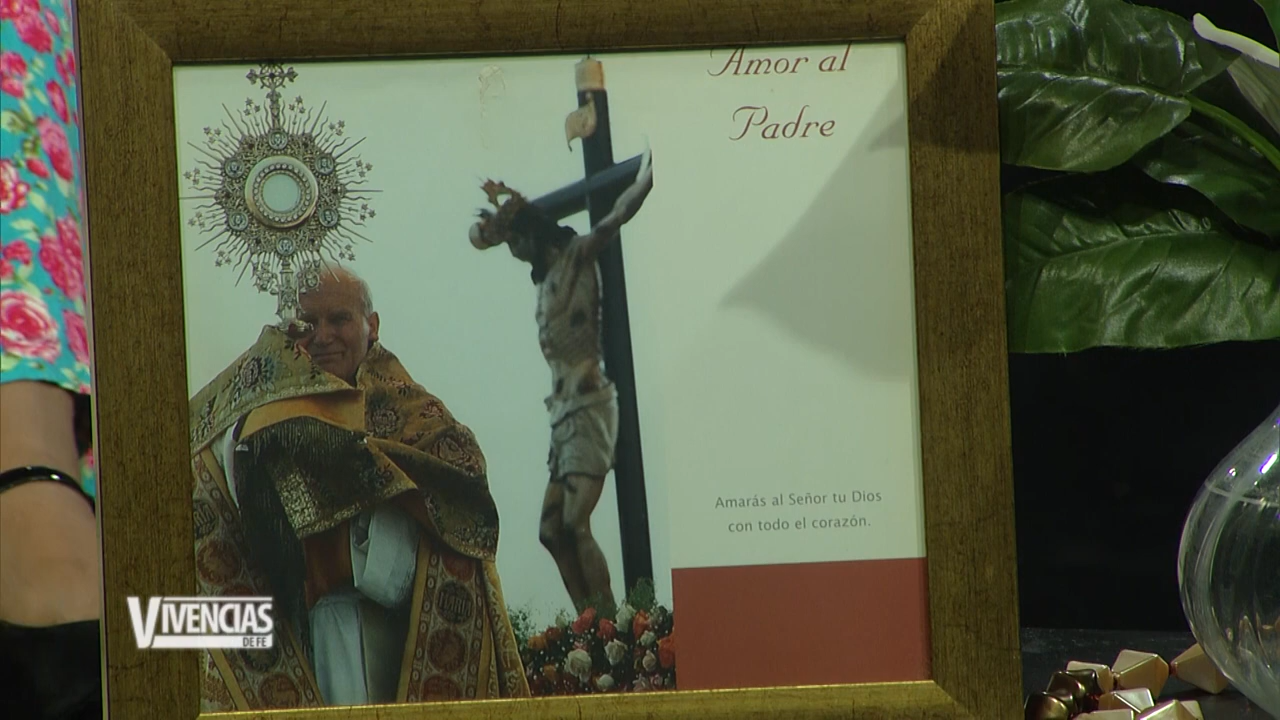 Amor al
Padre
Amarás al Señor tu Dios
con todo el corazón.
VIVENCIAS
DE FE